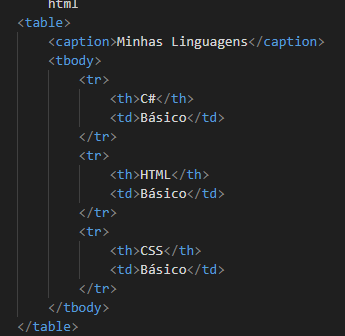 html
<table>
<caption>Minhas Linguagens</caption>
<tbody>
<tr>
<th>C#</th>
<td>Básico</td>
</tr>
<tr>
<th>HTML</th>
<td>Básico</td>
</tr>
<tr>
<th>CSS</th>
<td>Básico</td>
</tr>
</tbody>
</table>